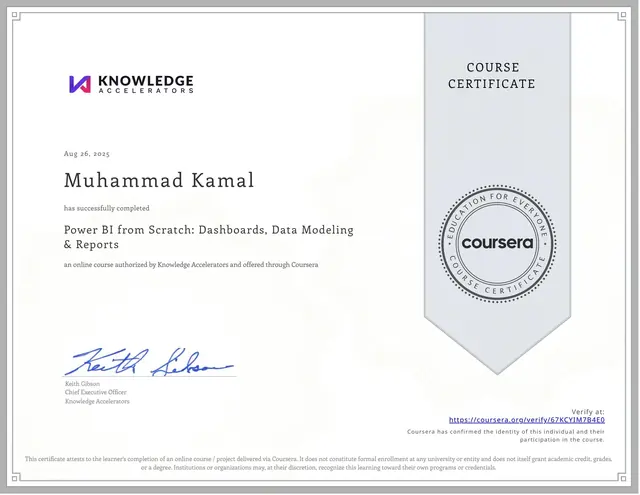 KNOWLEDGE
ACCELERATORS
COURSE
CERTIFICATE
Aug 26, 2025
Muhammad Kamal
has successfully completed
Power BI from Scratch: Dashboards, Data Modeling
& Reports
an online course authorized by Knowledge Accelerators and offered through Coursera
EDUCATION FOR EVERYONE
coursera
COURSE CERTIFICATE
Keith Gibson
Keith Gibson
Chief Executive Officer
Knowledge Accelerators
Verify at:
https://coursera.org/verify/67KCYIM7B4E0
Coursera has confirmed the identity of this individual and their
participation in the course.
This certificate attests to the learner's completion of an online course / project delivered via Coursera. It does not constitute formal enrollment at any university or entity and does not itself grant academic credit, grades,
or a degree. Institutions or organizations may, at their discretion, recognize this learning toward their own programs or credentials.